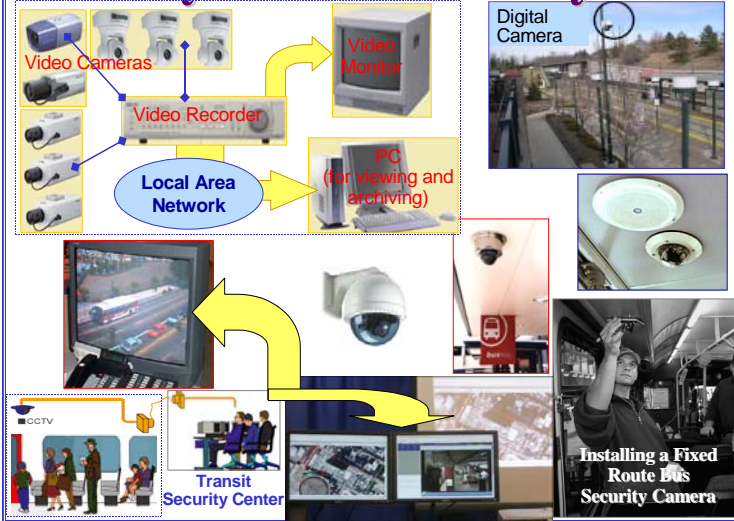 Digital
Camera
Video Cameras
Video
Monitor
Video Recorder
PC
(for viewing and
archiving)
Local Area
Network
CCTV
Transit
Security Center
Installing a Fixed
Route Bus
Security Camera